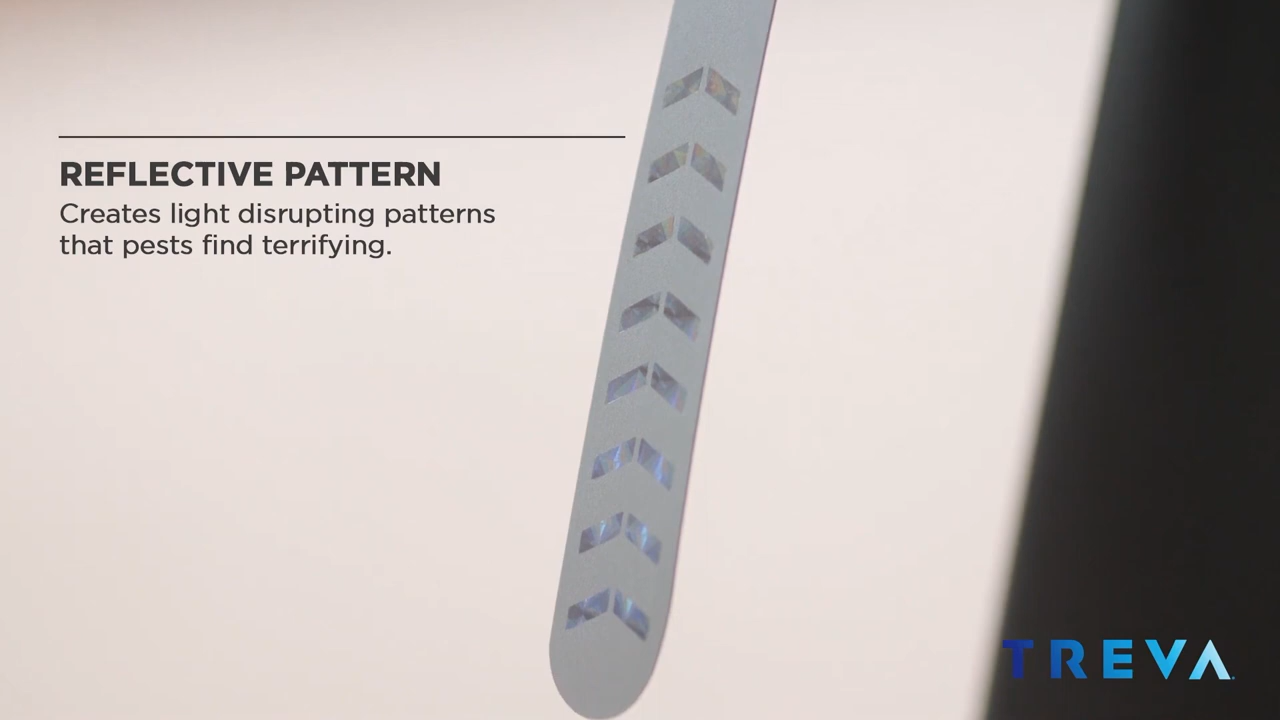 REFLECTIVE PATTERN
Creates light disrupting patterns
that pests find terrifying.
TREVA